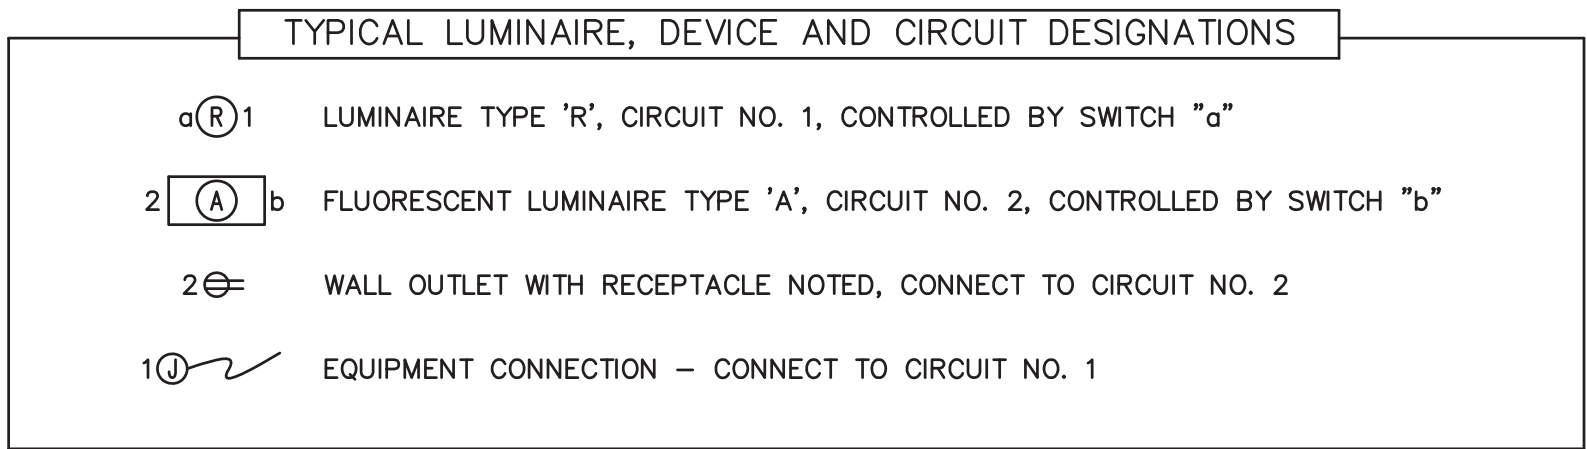 TYPICAL LUMINAIRE, DEVICE AND CIRCUIT DESIGNATIONS
a R 1 LUMINAIRE TYPE 'R', CIRCUIT NO. 1, CONTROLLED BY SWITCH "a"
2 A b FLUORESCENT LUMINAIRE TYPE 'A', CIRCUIT NO. 2, CONTROLLED BY SWITCH "b"
2 WALL OUTLET WITH RECEPTACLE NOTED, CONNECT TO CIRCUIT NO. 2
1 J EQUIPMENT CONNECTION – CONNECT TO CIRCUIT NO. 1